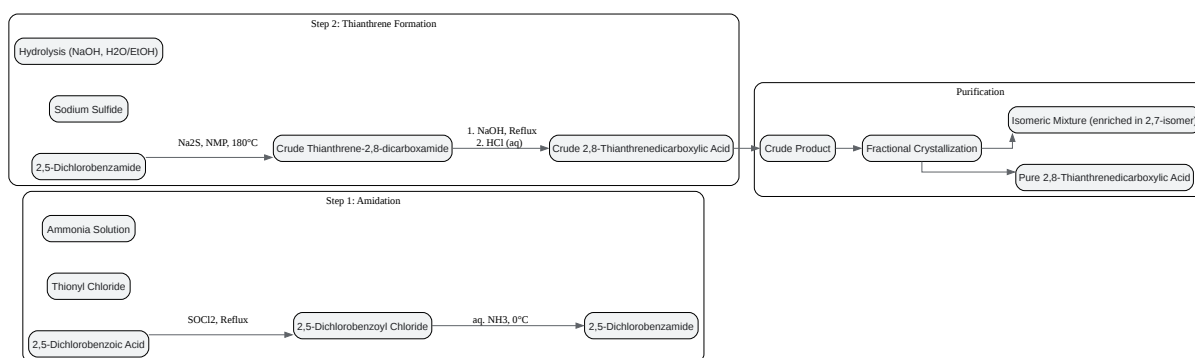 Step 2: Thianthrene Formation
Hydrolysis (NaOH, H2O/EtOH)
Sodium Sulfide
2,5-Dichlorobenzamide
Na2S, NMP, 180°C
Crude Thianthrene-2,8-dicarboxamide
1. NaOH, Reflux
2. HCl (aq)
Crude 2,8-Thianthrenedicarboxylic Acid
Purification
Crude Product
Fractional Crystallization
Isomeric Mixture (enriched in 2,7-isomer)
Pure 2,8-Thianthrenedicarboxylic Acid
Step 1: Amidation
Ammonia Solution
Thionyl Chloride
2,5-Dichlorobenzoic Acid
SOCl2, Reflux
2,5-Dichlorobenzoyl Chloride
aq. NH3, 0°C
2,5-Dichlorobenzamide